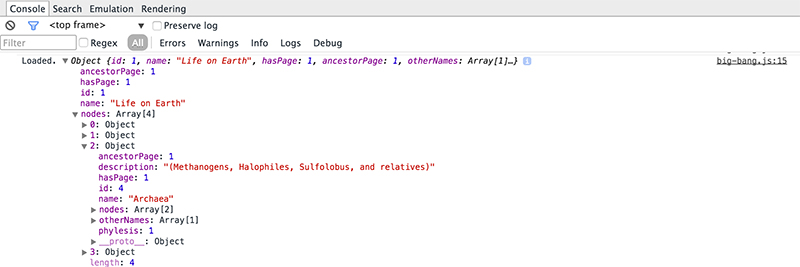 Console Search Emulation Rendering
<top frame> Preserve log
Filter Regex All Errors Warnings Info Logs Debug
Loaded. Object {id: 1, name: "Life on Earth", hasPage: 1, ancestorPage: 1, otherNames: Array[1]…} big-bang.js:15
ancestorPage: 1
hasPage: 1
id: 1
name: "Life on Earth"
nodes: Array[4]
0: Object
1: Object
2: Object
ancestorPage: 1
description: "(Methanogens, Halophiles, Sulfolobus, and relatives)"
hasPage: 1
id: 4
name: "Archaea"
nodes: Array[2]
otherNames: Array[1]
phylesis: 1
__proto__: Object
3: Object
length: 4